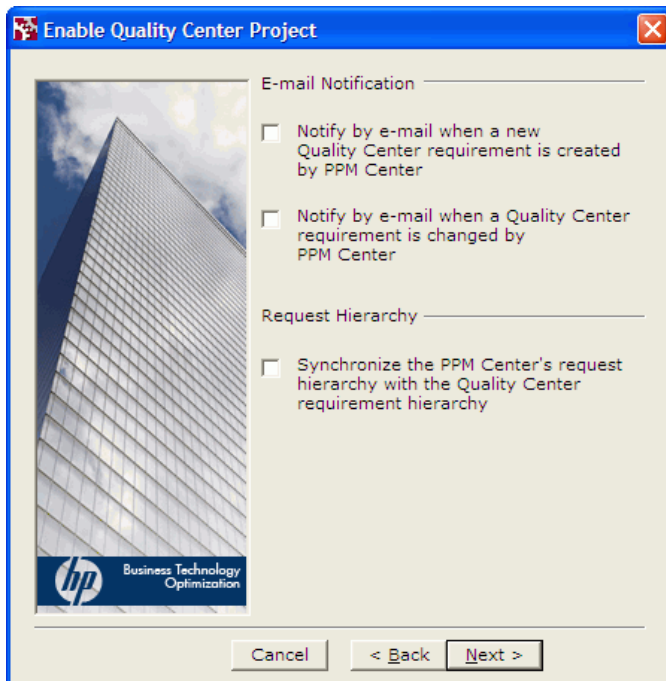 Enable Quality Center Project
E-mail Notification
Notify by e-mail when a new
Quality Center requirement is created
by PPM Center
Notify by e-mail when a Quality Center
requirement is changed by
PPM Center
Request Hierarchy
Synchronize the PPM Center's request
hierarchy with the Quality Center
requirement hierarchy
hp
Business Technology
Optimization
Cancel
< Back
Next >